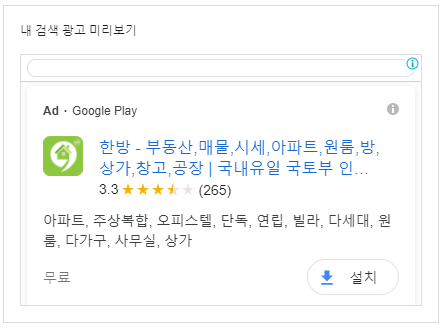 내 검색 광고 미리보기
Ad · Google Play
한방 - 부동산,매물,시세,아파트,원룸,방,
상가,창고,공장 | 국내유일 국토부 인...
3.3 (265)
아파트, 주상복합, 오피스텔, 단독, 연립, 빌라, 다세대, 원
룸, 다가구, 사무실, 상가
무료 설치